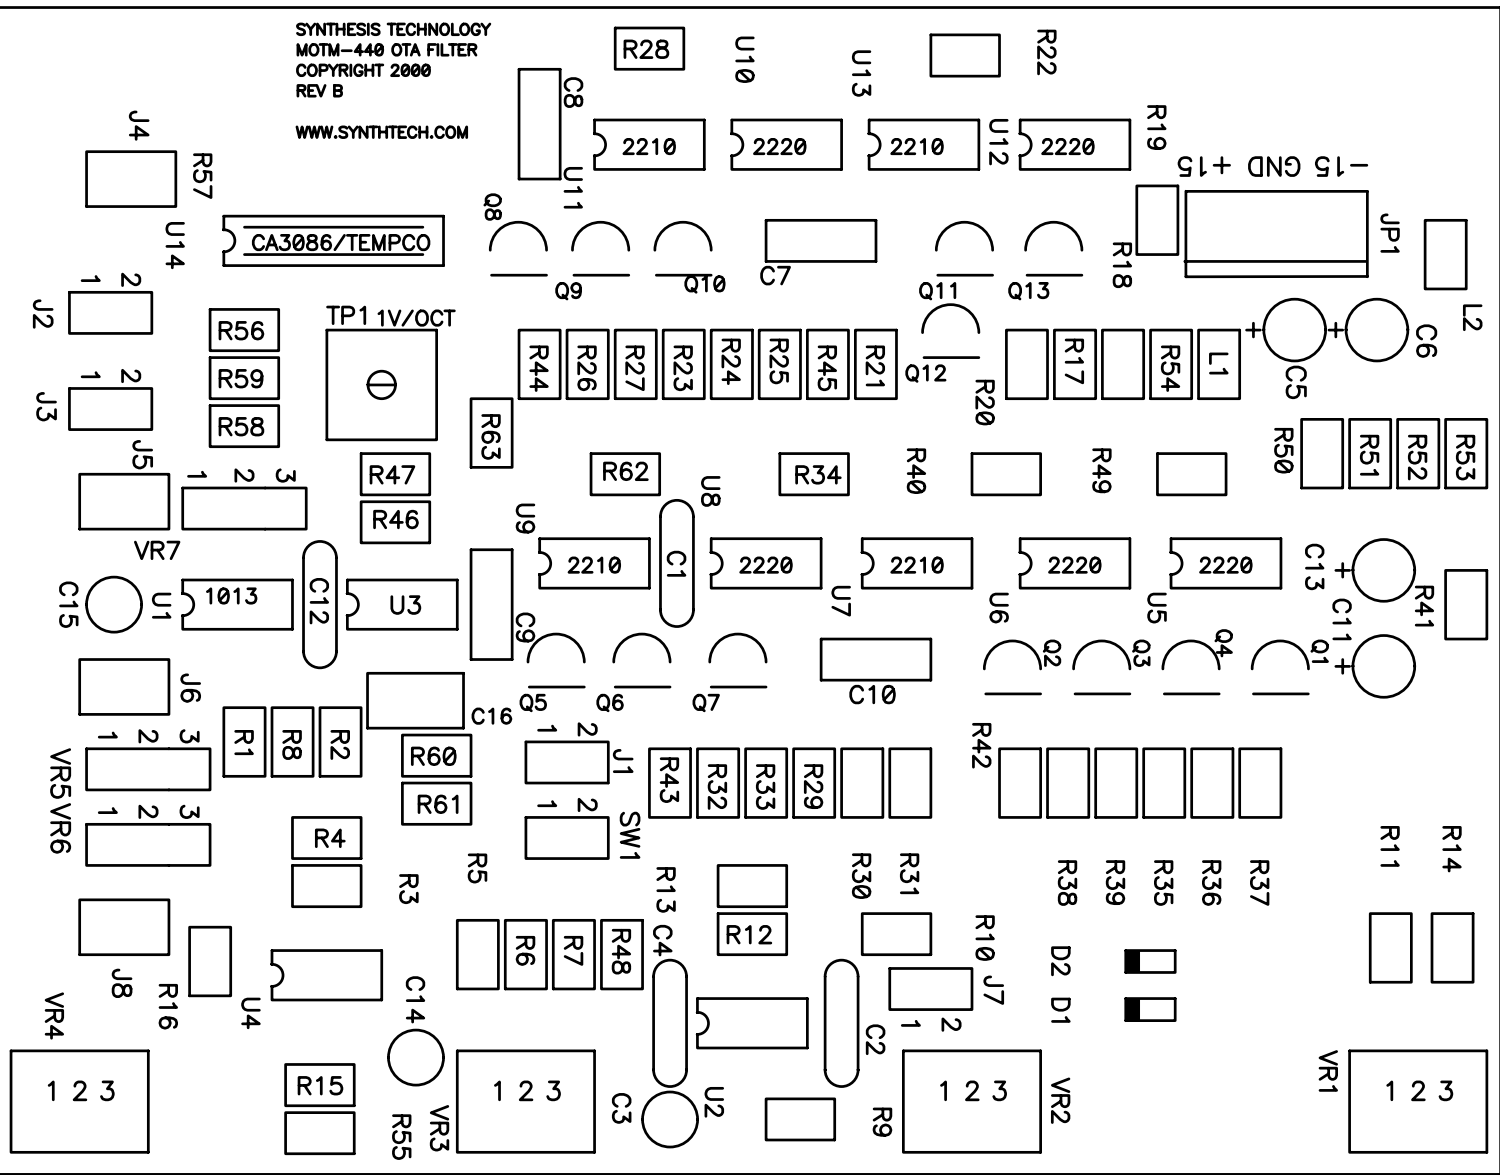 SYNTHESIS TECHNOLOGY
MOTM-440 OTA FILTER
COPYRIGHT 2000
REV B
WWW.SYNTHTECH.COM
R28
U10
U13
R22
C8
J4
2210
2220
2210
U12
2220
R19
R57
U11
-15 GND +15
Q8
U14
CA3086/TEMPCO
JP1
C7
R18
1 2
Q9
Q10
Q11
Q13
J2
L2
TP1 1V/OCT
R56
R44
R26
R27
R23
R24
R25
R45
R21
Q12
R17
R54
L1
C5
C6
R59
1 2
J3
R20
R58
R63
J5
R50
R51
R52
R53
R47
R62
R34
R40
R49
1 2 3
U8
R46
U9
VR7
2210
C1
2220
2210
2220
2220
C13
C15
U1
1013
C12
U3
U7
U6
U5
R41
C11
C9
Q2
Q3
Q4
Q1
J6
C10
Q5
Q6
Q7
C16
R1
R8
R2
1 2
J1
R42
1 2 3
VR5
R60
R43
R32
R33
R29
R61
1 2
SW1
1 2 3
VR6
R4
R11
R14
R5
R3
R13
R30
R31
R38
R39
R35
R36
R37
R12
R10
R6
R7
R48
C4
D2
J8
R16
U4
C14
J7
D1
VR4
1 2
C2
R15
1 2 3
1 2 3
U2
1 2 3
VR2
VR1
1 2 3
C3
R9
R55
VR3
+
+
+
+